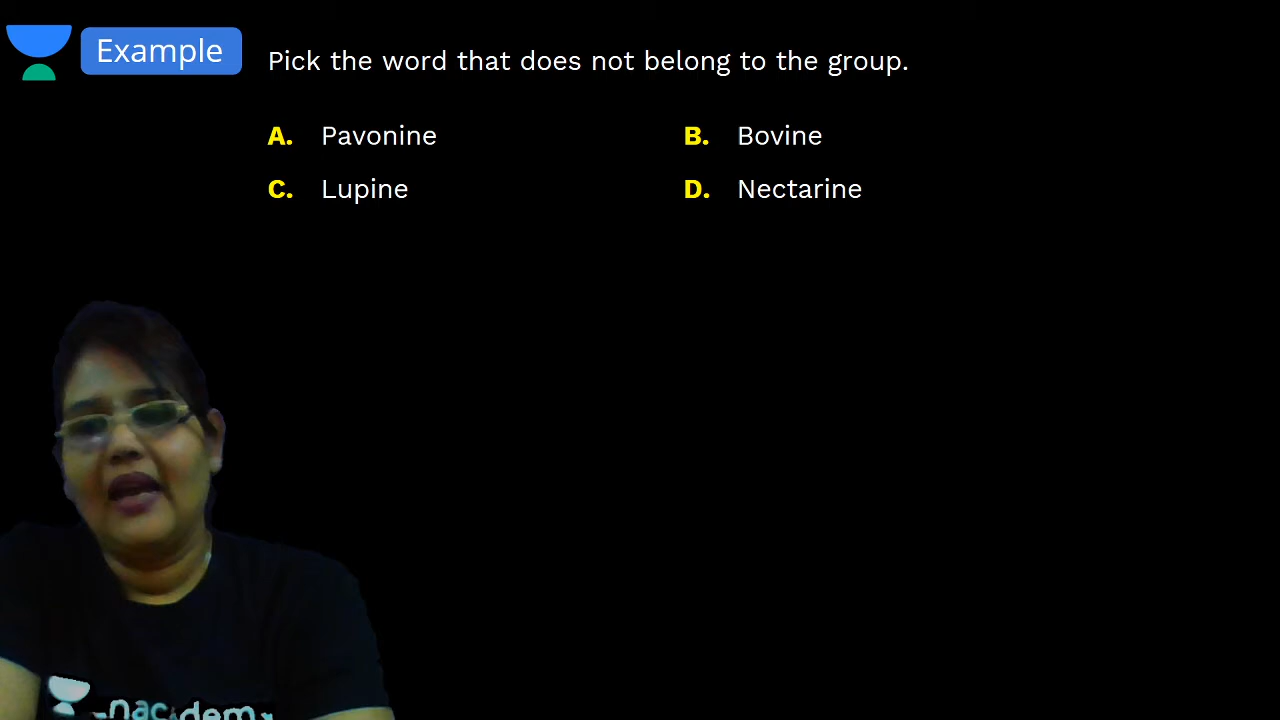 Example
Pick the word that does not belong to the group.
A. Pavonine
B. Bovine
C. Lupine
D. Nectarine